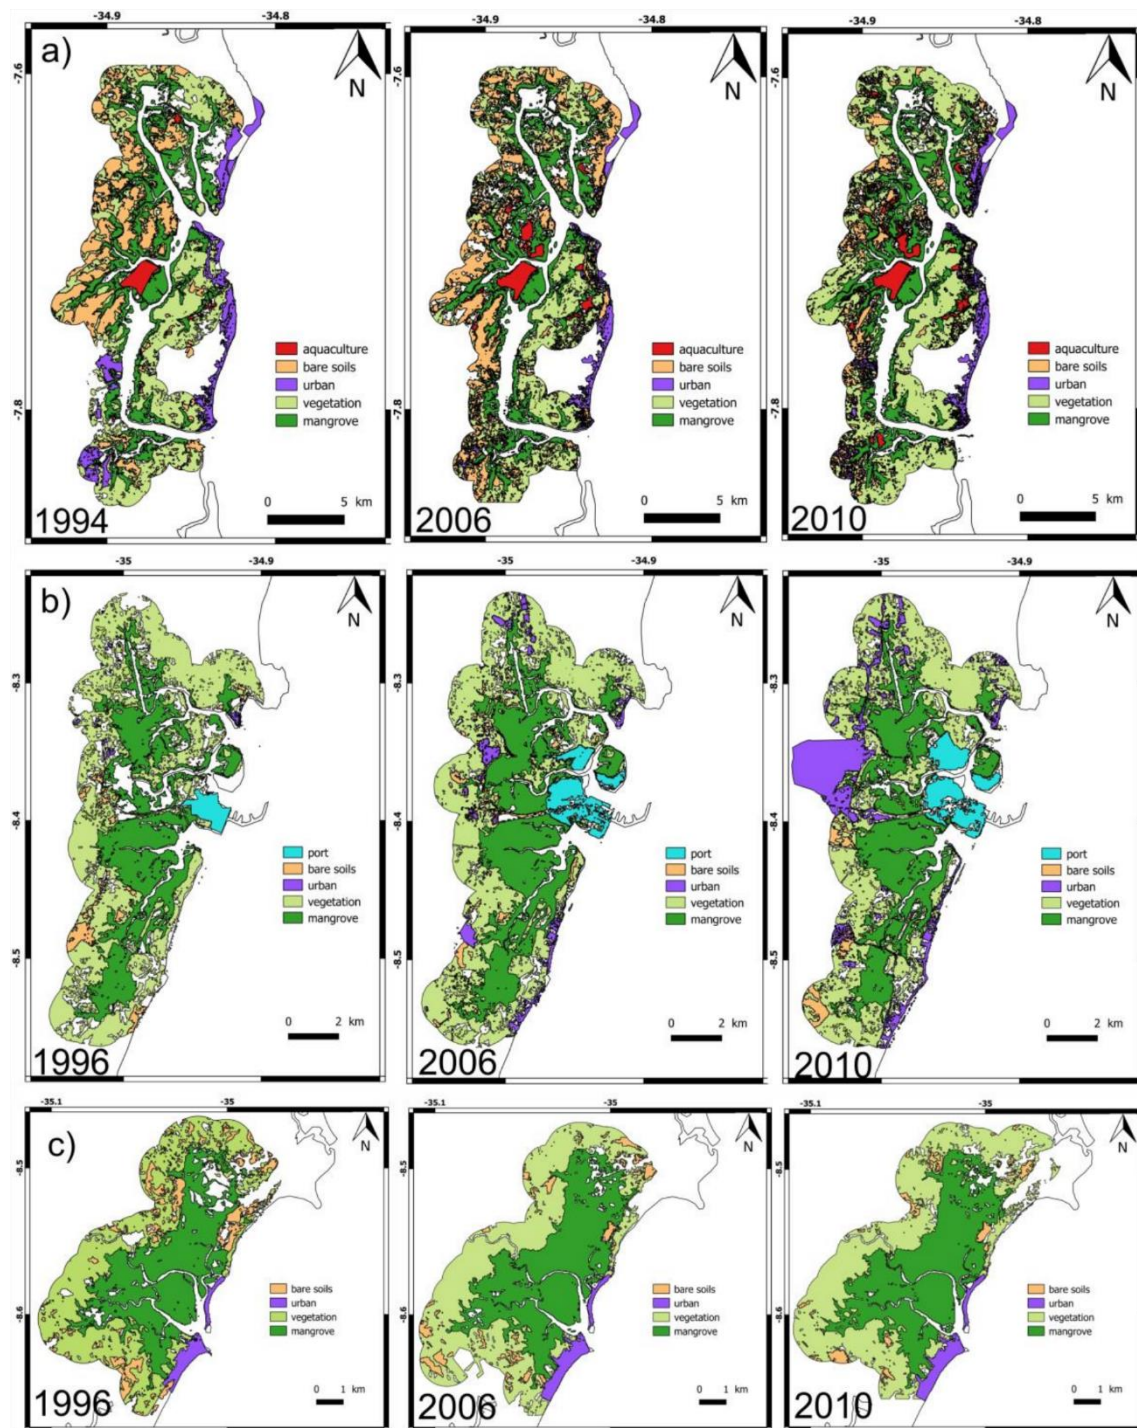 -34.9 -34.8 -34.9 -34.8 -34.9 -34.8
a)
N N N
-7.6 -7.6 -7.6
-7.8 -7.8 -7.8
aquaculture aquaculture aquaculture
bare soils bare soils bare soils
urban urban urban
vegetation vegetation vegetation
mangrove mangrove mangrove
0 5 km 0 5 km 0 5 km
1994 2006 2010
-35 -34.9 -35 -34.9 -35 -34.9
b)
N N N
-8.3 -8.3 -8.3
-8.4 -8.4 -8.4
port port port
bare soils bare soils bare soils
urban urban urban
vegetation vegetation vegetation
mangrove mangrove mangrove
-8.5 -8.5 -8.5
0 2 km 0 2 km 0 2 km
1996 2006 2010
-35.1 -35 -35.1 -35 -35.1 -35
c)
N N N
-8.5 -8.5 -8.5
bare soils bare soils bare soils
urban urban urban
vegetation vegetation vegetation
mangrove mangrove mangrove
-8.6 -8.6 -8.6
0 1 km 0 1 km 0 1 km
1996 2006 2010